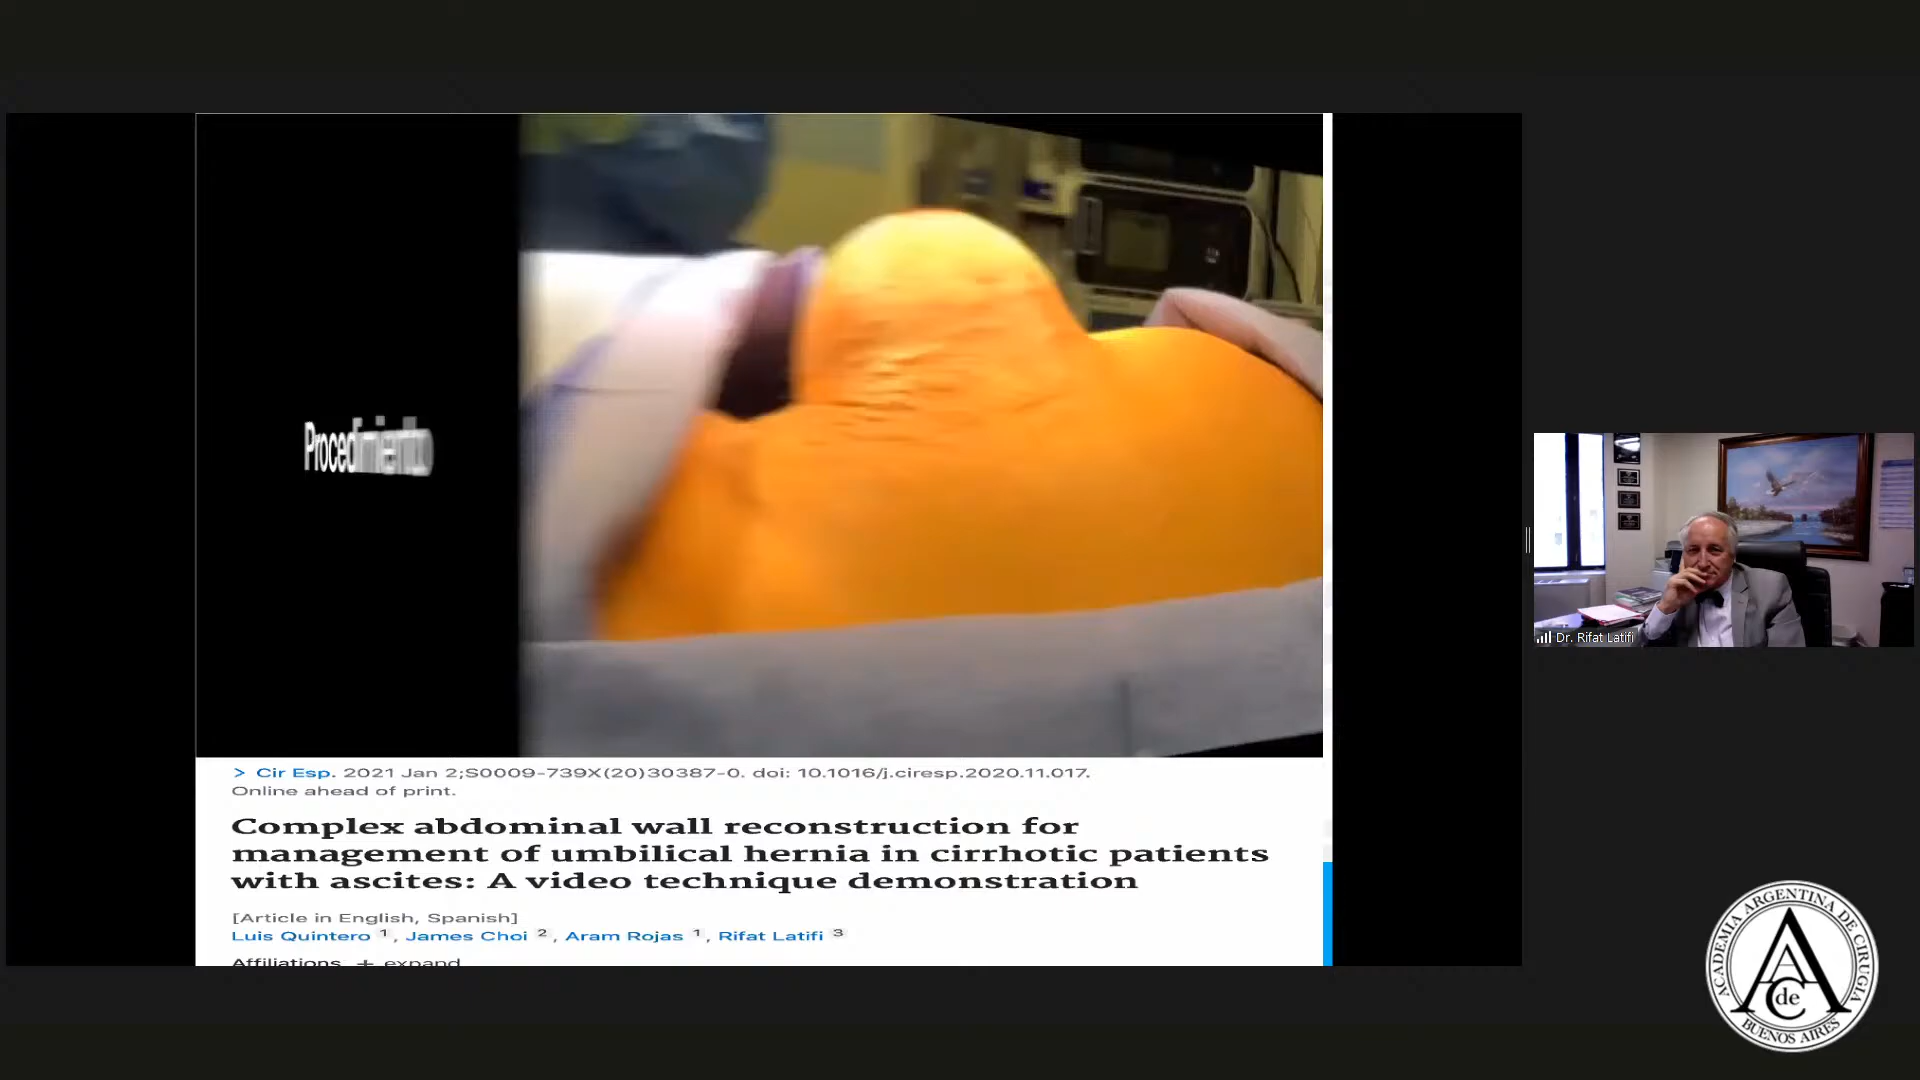 Procedimiento
> Cir Esp. 2021 Jan 2;S0009-739X(20)30387-0. doi: 10.1016/j.ciresp.2020.11.017.
Online ahead of print.
Complex abdominal wall reconstruction for
management of umbilical hernia in cirrhotic patients
with ascites: A video technique demonstration
[Article in English, Spanish]
Luis Quintero 1, James Choi 2, Aram Rojas 1, Rifat Latifi 3
Affiliations + expand
Dr. Rifat Latifi
ACADEMIA ARGENTINA DE CIRUGIA
AAC
de
BUENOS AIRES